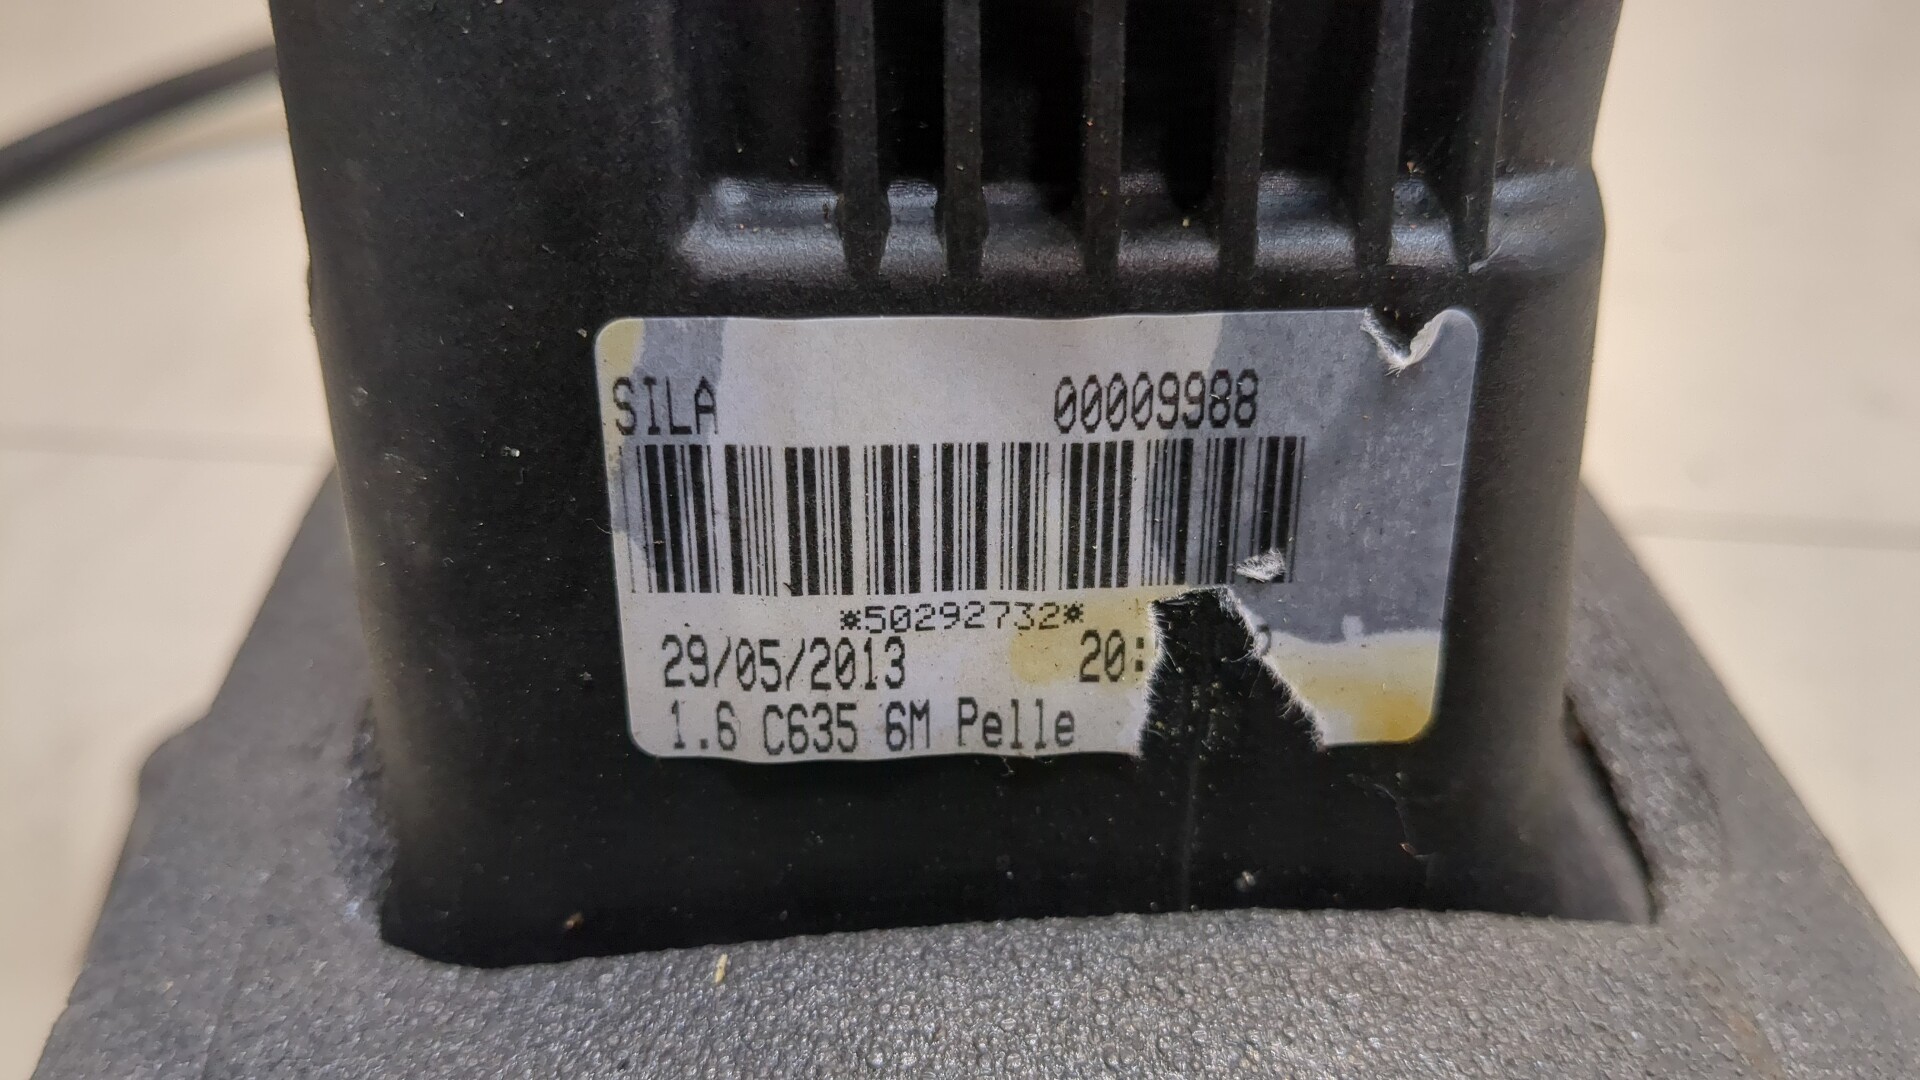 SILA 00009988
*50292732*
29/05/2013 20:
1.6 C635 6M Pelle